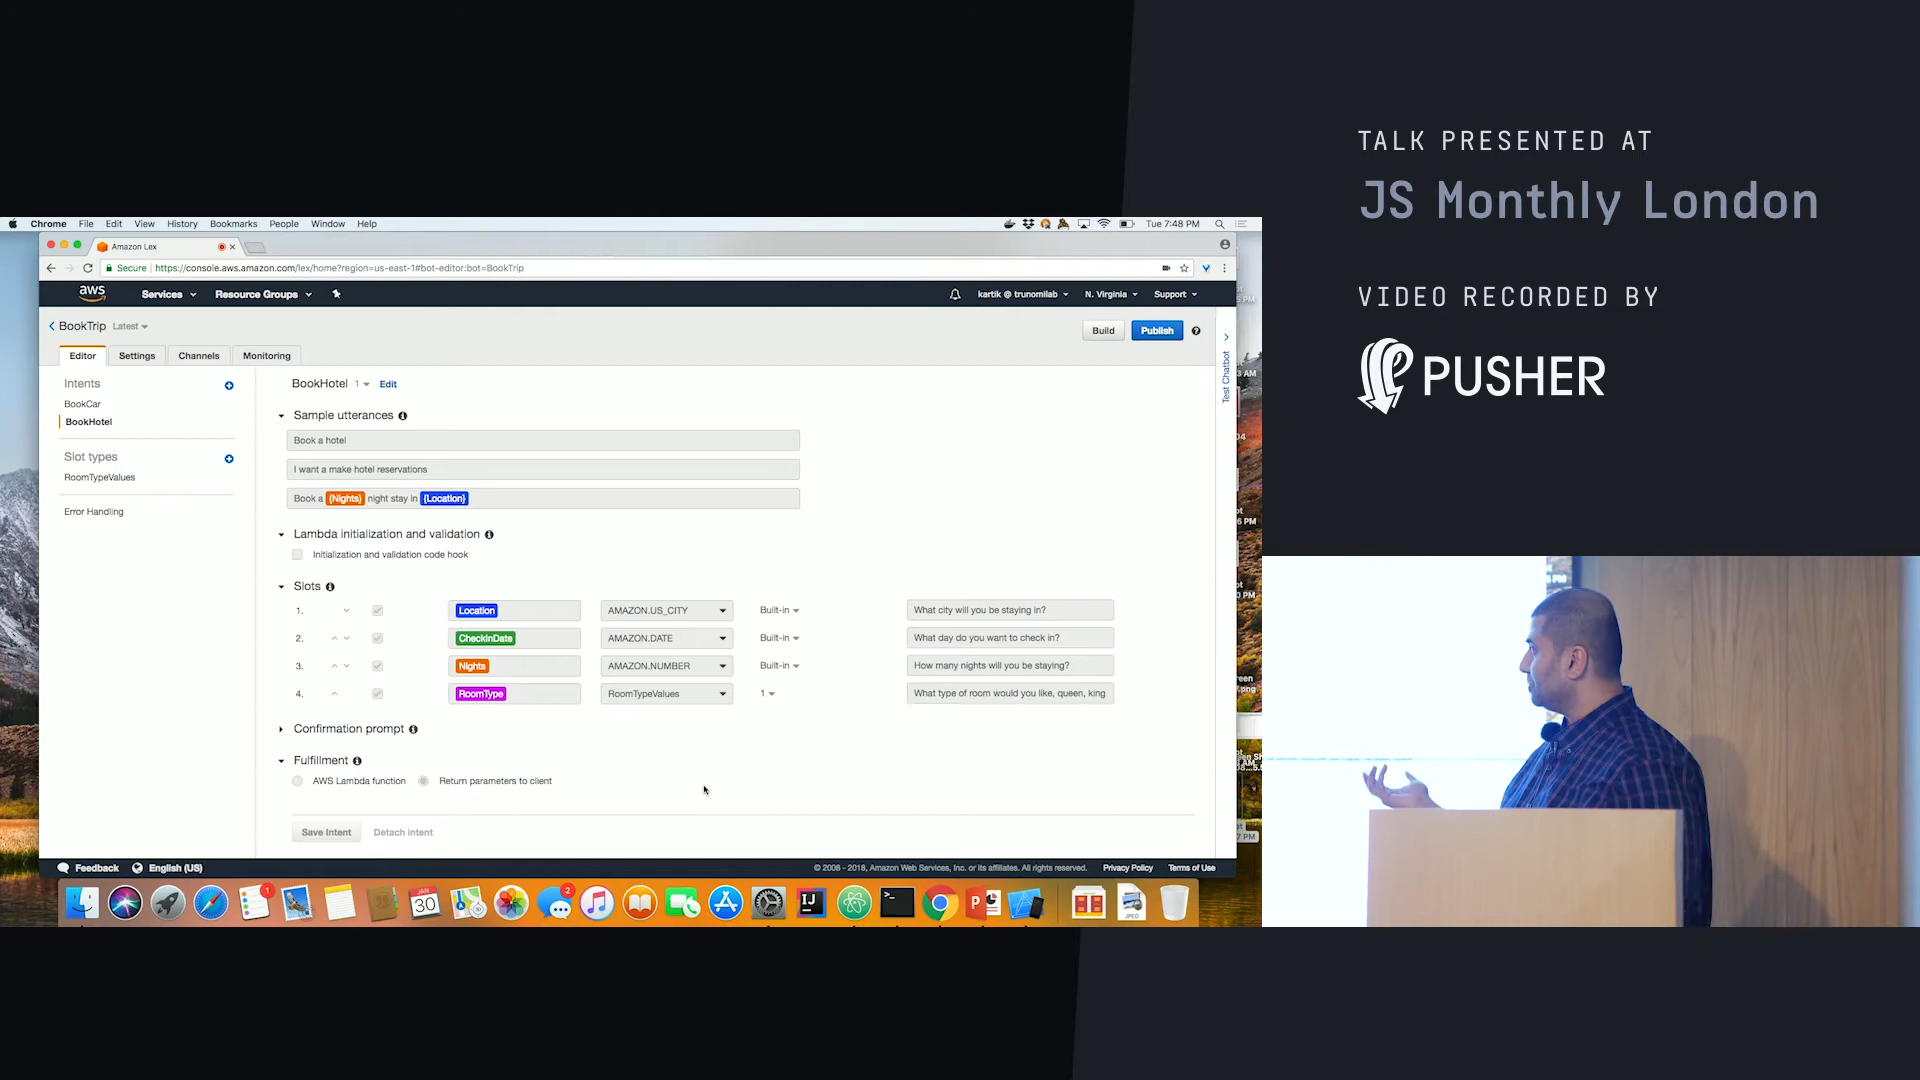 TALK PRESENTED AT
JS Monthly London
VIDEO RECORDED BY
PUSHER
Chrome File Edit View History Bookmarks People Window Help
Tue 7:48 PM
Amazon Lex
Secure https://console.aws.amazon.com/lex/home?region=us-east-1#bot-editor:bot=BookTrip
aws Services Resource Groups
kartik @ trunomilab N. Virginia Support
BookTrip Latest
Build Publish
Editor Settings Channels Monitoring
Test Chatbot
Intents
BookCar
BookHotel
Slot types
RoomTypeValues
Error Handling
BookHotel 1 Edit
Sample utterances
Book a hotel
I want a make hotel reservations
Book a {Nights} night stay in {Location}
Lambda initialization and validation
Initialization and validation code hook
Slots
1. Location AMAZON.US_CITY Built-in What city will you be staying in?
2. CheckInDate AMAZON.DATE Built-in What day do you want to check in?
3. Nights AMAZON.NUMBER Built-in How many nights will you be staying?
4. RoomType RoomTypeValues 1 What type of room would you like, queen, king
Confirmation prompt
Fulfillment
AWS Lambda function Return parameters to client
Save Intent Detach intent
Feedback English (US)
© 2008 - 2018, Amazon Web Services, Inc. or its affiliates. All rights reserved. Privacy Policy Terms of Use
1
JAN
30
2
IJ
P
JPEG